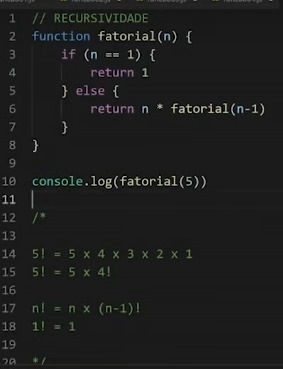 1 // RECURSIVIDADE
2 function fatorial(n) {
3     if (n == 1) {
4         return 1
5     } else {
6         return n * fatorial(n-1)
7     }
8 }
9
10 console.log(fatorial(5))
11
12 /*
13
14 5! = 5 x 4 x 3 x 2 x 1
15 5! = 5 x 4!
16
17 n! = n x (n-1)!
18 1! = 1
19
20 */